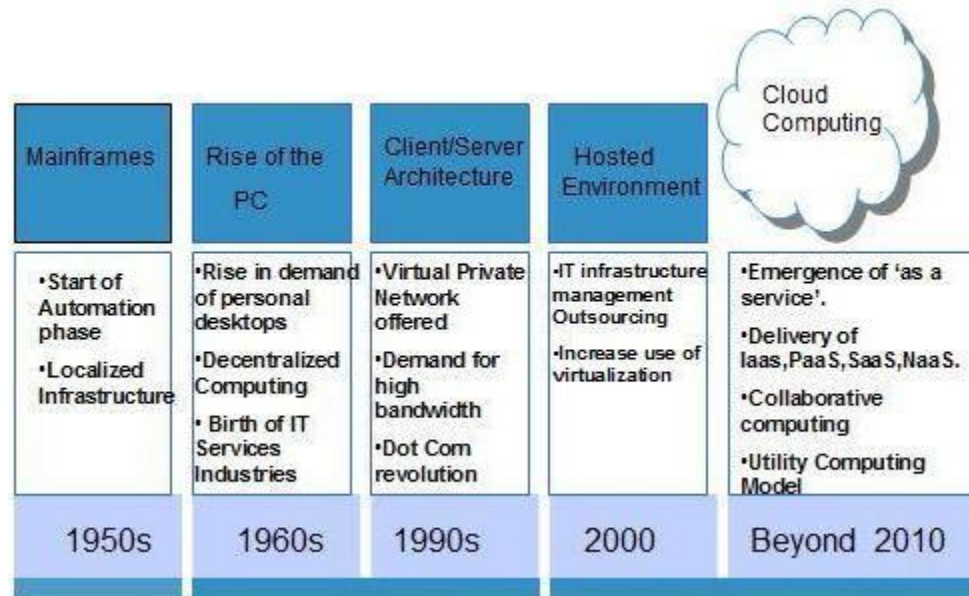 Mainframes
Rise of the
PC
Client/Server
Architecture
Hosted
Environment
Cloud
Computing
•Start of
Automation
phase
•Localized
Infrastructure
•Rise in demand
of personal
desktops
•Decentralized
Computing
• Birth of IT
Services
Industries
•Virtual Private
Network
offered
•Demand for
high
bandwidth
•Dot Com
revolution
•IT infrastructure
management
Outsourcing
•Increase use of
virtualization
•Emergence of ‘as a
service’.
•Delivery of
Iaas,PaaS,SaaS,NaaS.
•Collaborative
computing
•Utility Computing
Model
1950s
1960s
1990s
2000
Beyond 2010